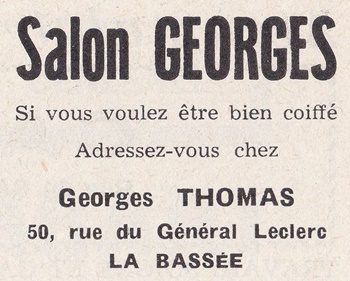 Salon GEORGES
Si vous voulez être bien coiffé
Adressez-vous chez
Georges THOMAS
50, rue du Général Leclerc
LA BASSÉE